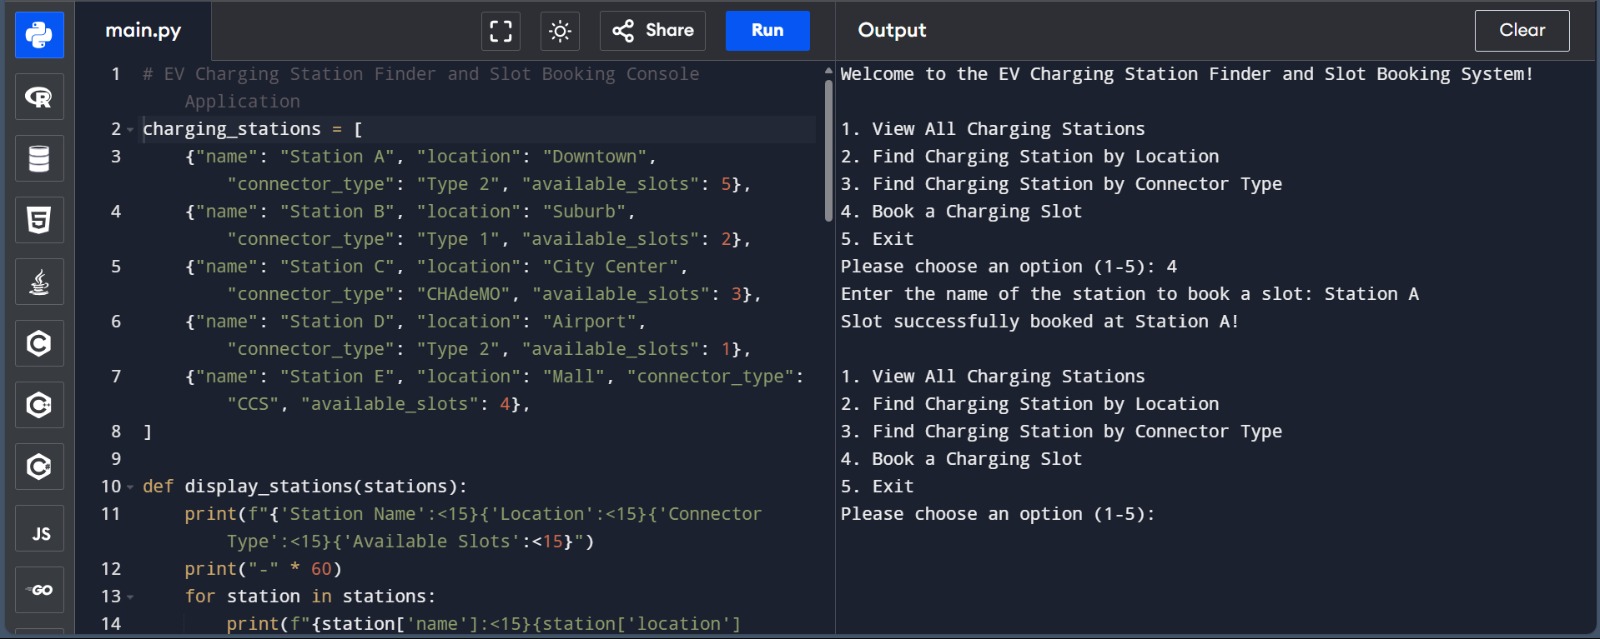 main.py
Share
Run
Output
Clear
1 # EV Charging Station Finder and Slot Booking Console
Application
2 charging_stations = [
3 {"name": "Station A", "location": "Downtown",
"connector_type": "Type 2", "available_slots": 5},
4 {"name": "Station B", "location": "Suburb",
"connector_type": "Type 1", "available_slots": 2},
5 {"name": "Station C", "location": "City Center",
"connector_type": "CHAdeMO", "available_slots": 3},
6 {"name": "Station D", "location": "Airport",
"connector_type": "Type 2", "available_slots": 1},
7 {"name": "Station E", "location": "Mall", "connector_type":
"CCS", "available_slots": 4},
8 ]
9
10 def display_stations(stations):
11 print(f"{'Station Name':<15}{'Location':<15}{'Connector
Type':<15}{'Available Slots':<15}")
12 print("-" * 60)
13 for station in stations:
14 print(f"{station['name']:<15}{station['location']
Welcome to the EV Charging Station Finder and Slot Booking System!
1. View All Charging Stations
2. Find Charging Station by Location
3. Find Charging Station by Connector Type
4. Book a Charging Slot
5. Exit
Please choose an option (1-5): 4
Enter the name of the station to book a slot: Station A
Slot successfully booked at Station A!
1. View All Charging Stations
2. Find Charging Station by Location
3. Find Charging Station by Connector Type
4. Book a Charging Slot
5. Exit
Please choose an option (1-5):
R
5
C
C
C
JS
GO